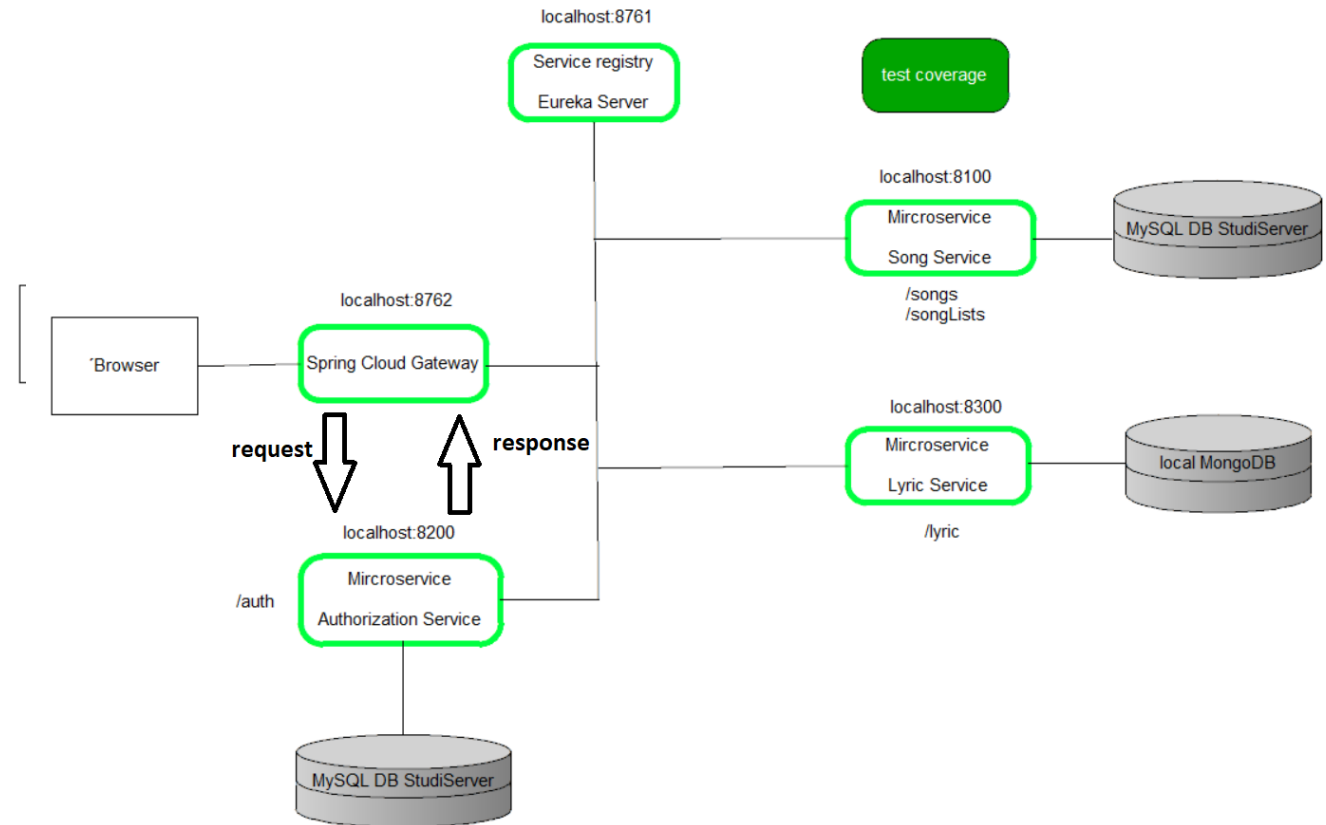 localhost:8761
Service registry
Eureka Server
test coverage
localhost:8100
Mircroservice
Song Service
MySQL DB StudiServer
/songs
/songLists
localhost:8762
´Browser
Spring Cloud Gateway
request
response
localhost:8300
Mircroservice
Lyric Service
local MongoDB
/lyric
localhost:8200
Mircroservice
/auth
Authorization Service
MySQL DB StudiServer